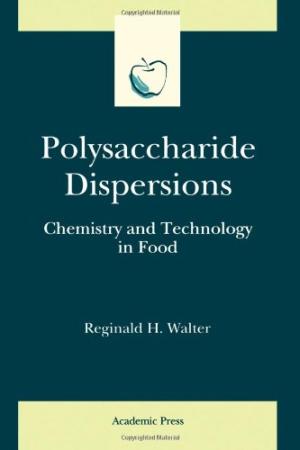 Polysaccharide
Dispersions
Chemistry and Technology
in Food
Reginald H. Walter
Academic Press